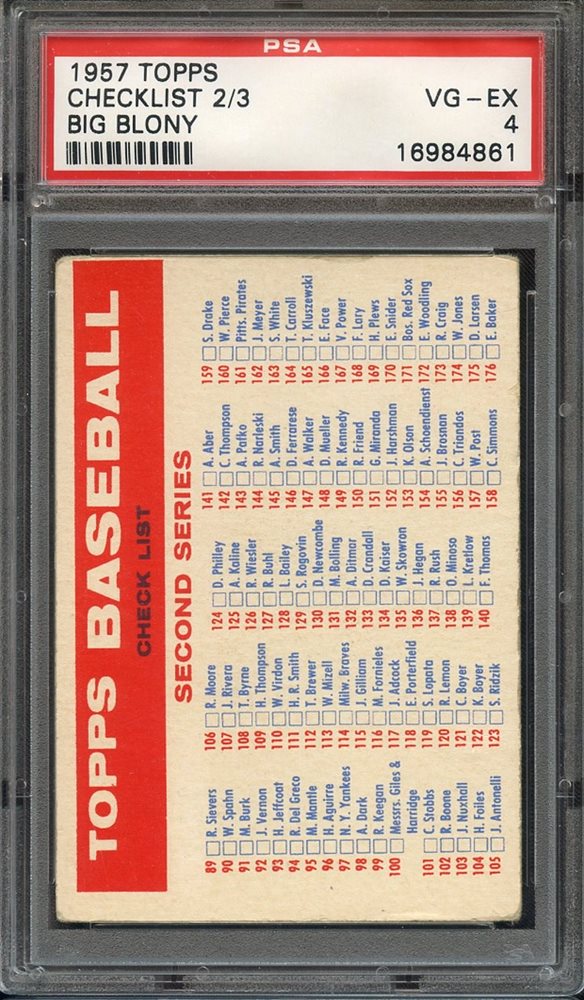 PSA
1957 TOPPS
CHECKLIST 2/3
BIG BLONY
VG-EX
4
16984861
TOPPS BASEBALL
CHECK LIST
SECOND SERIES
89 R. Sievers
90 W. Spahn
91 M. Burk
92 J. Vernon
93 H. Jeffcoat
94 R. Del Greco
95 M. Mantle
96 H. Aguirre
97 N. Y. Yankees
98 A. Dark
99 R. Keegan
100 Messrs. Giles &
Harridge
101 C. Stobbs
102 R. Boone
103 J. Nuxhall
104 H. Foiles
105 J. Antonelli
106 R. Moore
107 J. Rivera
108 T. Byrne
109 H. Thompson
110 W. Virdon
111 H. R. Smith
112 T. Brewer
113 W. Mizell
114 Milw. Braves
115 J. Gilliam
116 M. Fornieles
117 J. Adcock
118 E. Porterfield
119 S. Lopata
120 R. Lemon
121 C. Boyer
122 K. Boyer
123 S. Ridzik
124 D. Philley
125 A. Kaline
126 R. Wiesler
127 R. Buhl
128 L. Bailey
129 S. Rogovin
130 D. Newcombe
131 M. Bolling
132 A. Ditmar
133 D. Crandall
134 D. Kaiser
135 W. Skowron
136 J. Hegan
137 R. Rush
138 O. Minoso
139 L. Kretlow
140 F. Thomas
141 A. Aber
142 C. Thompson
143 A. Pafko
144 R. Narleski
145 A. Smith
146 D. Ferrarese
147 A. Walker
148 D. Mueller
149 R. Kennedy
150 R. Friend
151 G. Miranda
152 J. Harshman
153 K. Olson
154 A. Schoendienst
155 J. Brosnan
156 C. Triandos
157 W. Post
158 C. Simmons
159 S. Drake
160 W. Pierce
161 Pitts. Pirates
162 J. Meyer
163 S. White
164 T. Carroll
165 T. Kluszewski
166 E. Face
167 V. Power
168 F. Lary
169 H. Plews
170 E. Snider
171 Bos. Red Sox
172 E. Woodling
173 R. Craig
174 W. Jones
175 D. Larsen
176 E. Baker